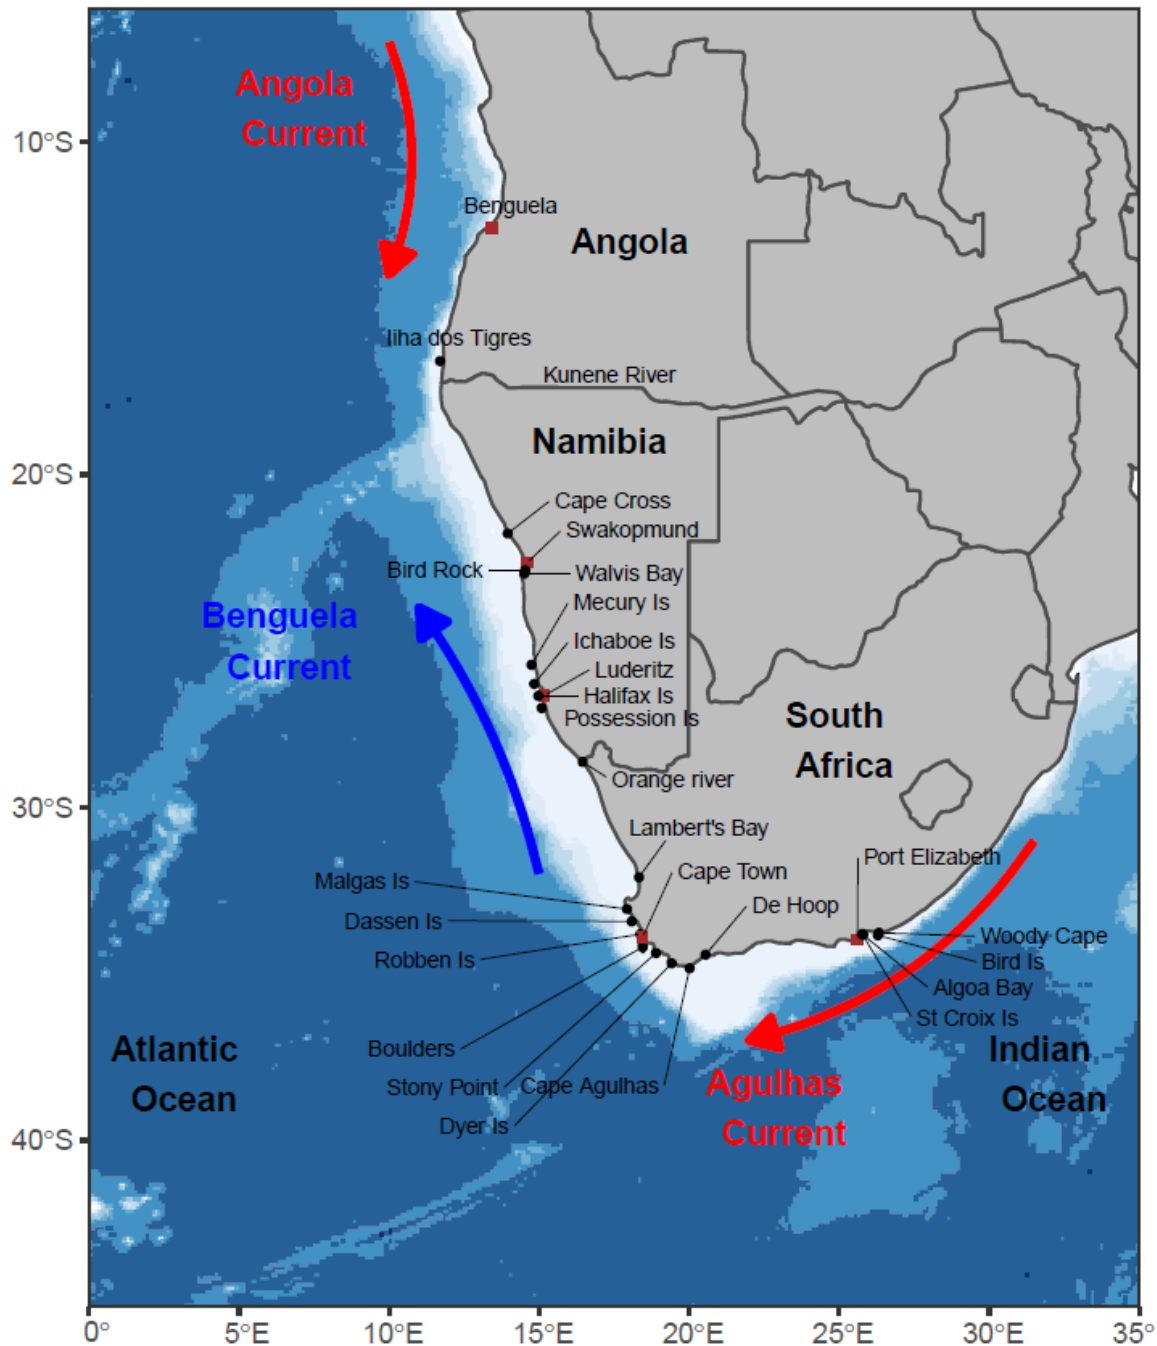 Angola
Current
10°S
Benguela
Angola
Ilha dos Tigres
Kunene River
Namibia
20°S
Cape Cross
Swakopmund
Bird Rock
Walvis Bay
Mecury Is
Benguela
Current
Ichaboe Is
Luderitz
Halifax Is
Possession Is
South
Africa
Orange river
30°S
Lambert's Bay
Port Elizabeth
Cape Town
Malgas Is
De Hoop
Dassen Is
Woody Cape
Robben Is
Bird Is
Algoa Bay
St Croix Is
Atlantic
Ocean
Boulders
Indian
Ocean
Stony Point
Cape Agulhas
Agulhas
Current
Dyer Is
40°S
0°
5°E
10°E
15°E
20°E
25°E
30°E
35°